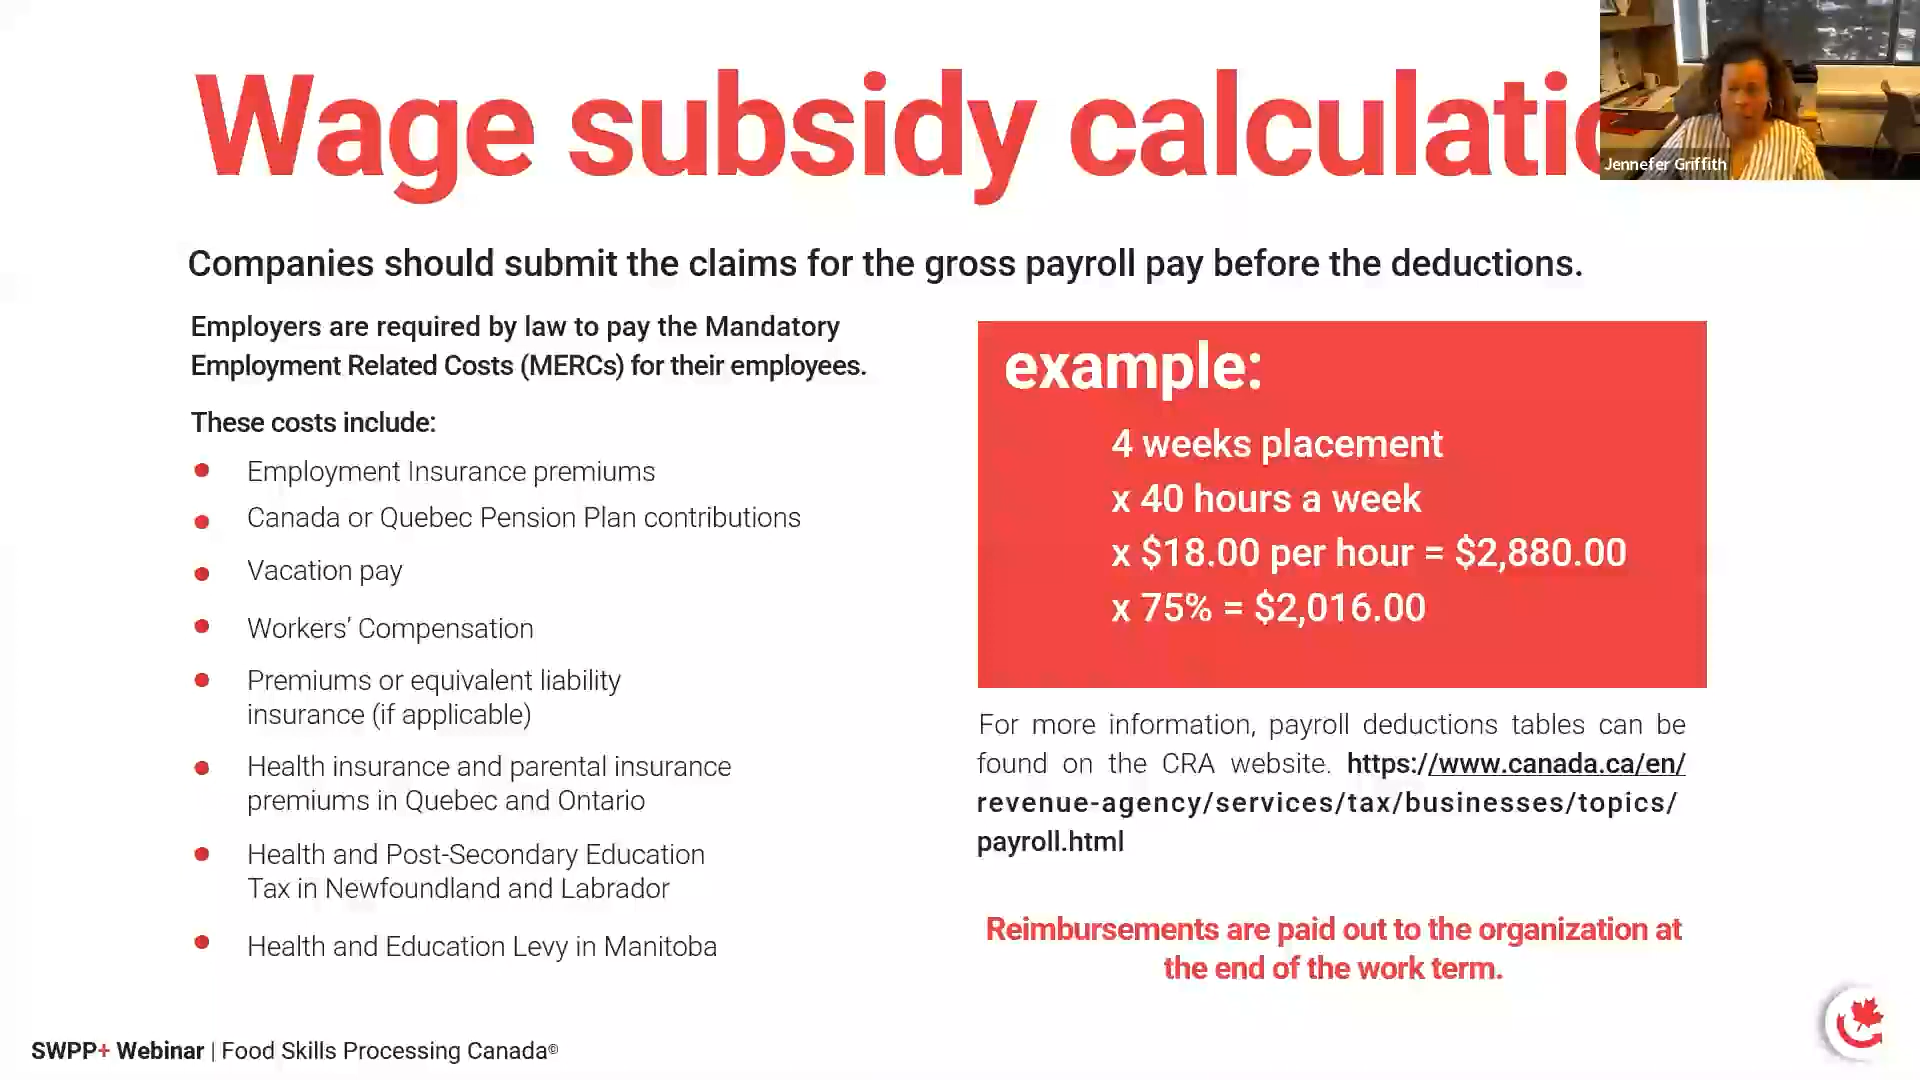 Wage subsidy calculatio
Jennefer Griffith
Companies should submit the claims for the gross payroll pay before the deductions.
Employers are required by law to pay the Mandatory
Employment Related Costs (MERCs) for their employees.
These costs include:
Employment Insurance premiums
Canada or Quebec Pension Plan contributions
Vacation pay
Workers' Compensation
Premiums or equivalent liability
insurance (if applicable)
Health insurance and parental insurance
premiums in Quebec and Ontario
Health and Post-Secondary Education
Tax in Newfoundland and Labrador
Health and Education Levy in Manitoba
example:
4 weeks placement
x 40 hours a week
x $18.00 per hour = $2,880.00
x 75% = $2,016.00
For more information, payroll deductions tables can be
found on the CRA website. https://www.canada.ca/en/
revenue-agency/services/tax/businesses/topics/
payroll.html
Reimbursements are paid out to the organization at
the end of the work term.
SWPP+ Webinar | Food Skills Processing Canada©